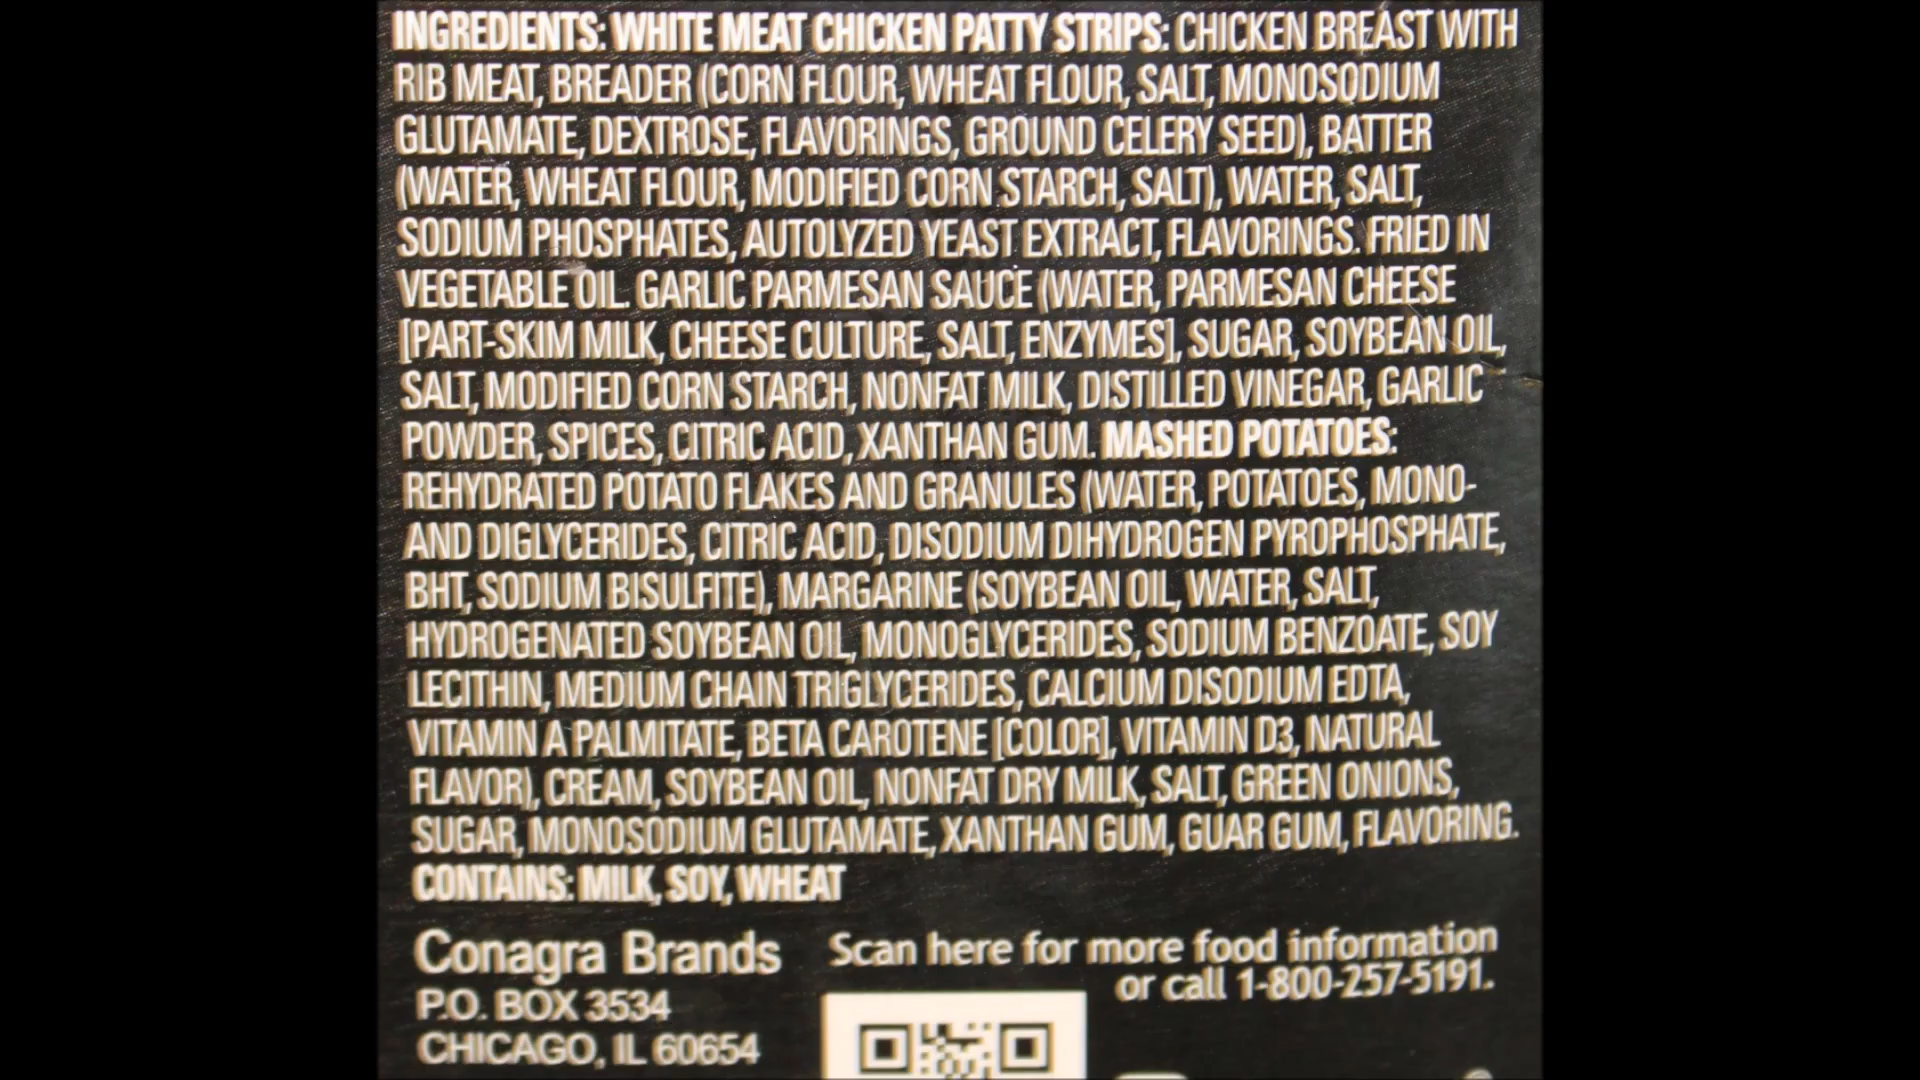 INGREDIENTS: WHITE MEAT CHICKEN PATTY STRIPS: CHICKEN BREAST WITH
RIB MEAT, BREADER (CORN FLOUR, WHEAT FLOUR, SALT, MONOSODIUM
GLUTAMATE, DEXTROSE, FLAVORINGS, GROUND CELERY SEED), BATTER
(WATER, WHEAT FLOUR, MODIFIED CORN STARCH, SALT), WATER, SALT,
SODIUM PHOSPHATES, AUTOLYZED YEAST EXTRACT, FLAVORINGS. FRIED IN
VEGETABLE OIL. GARLIC PARMESAN SAUCE (WATER, PARMESAN CHEESE
[PART-SKIM MILK, CHEESE CULTURE, SALT, ENZYMES], SUGAR, SOYBEAN OIL,
SALT, MODIFIED CORN STARCH, NONFAT MILK, DISTILLED VINEGAR, GARLIC
POWDER, SPICES, CITRIC ACID, XANTHAN GUM. MASHED POTATOES:
REHYDRATED POTATO FLAKES AND GRANULES (WATER, POTATOES, MONO-
AND DIGLYCERIDES, CITRIC ACID, DISODIUM DIHYDROGEN PYROPHOSPHATE,
BHT, SODIUM BISULFITE), MARGARINE (SOYBEAN OIL, WATER, SALT,
HYDROGENATED SOYBEAN OIL, MONOGLYCERIDES, SODIUM BENZOATE, SOY
LECITHIN, MEDIUM CHAIN TRIGLYCERIDES, CALCIUM DISODIUM EDTA,
VITAMIN A PALMITATE, BETA CAROTENE [COLOR], VITAMIN D3, NATURAL
FLAVOR), CREAM, SOYBEAN OIL, NONFAT DRY MILK, SALT, GREEN ONIONS,
SUGAR, MONOSODIUM GLUTAMATE, XANTHAN GUM, GUAR GUM, FLAVORING.
CONTAINS: MILK, SOY, WHEAT
Conagra Brands
P.O. BOX 3534
CHICAGO, IL 60654
Scan here for more food information
or call 1-800-257-5191.